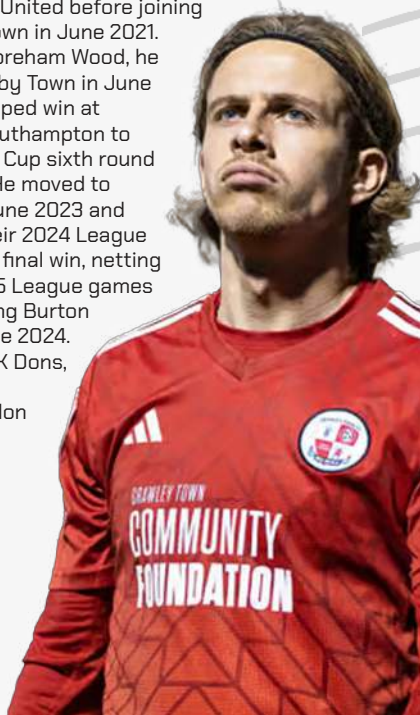 United before joining
own in June 2021.
oreham Wood, he
by Town in June
ped win at
uthampton to
Cup sixth round
He moved to
une 2023 and
eir 2024 League
final win, netting
5 League games
ng Burton
e 2024.
K Dons,
don
CRAWLEY TOWN
COMMUNITY
FOUNDATION